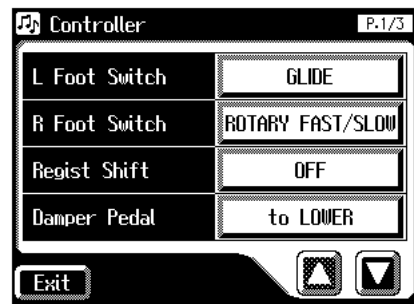 Controller P.1/3
L Foot Switch GLIDE
R Foot Switch ROTARY FAST/SLOW
Regist Shift OFF
Damper Pedal to LOWER
Exit